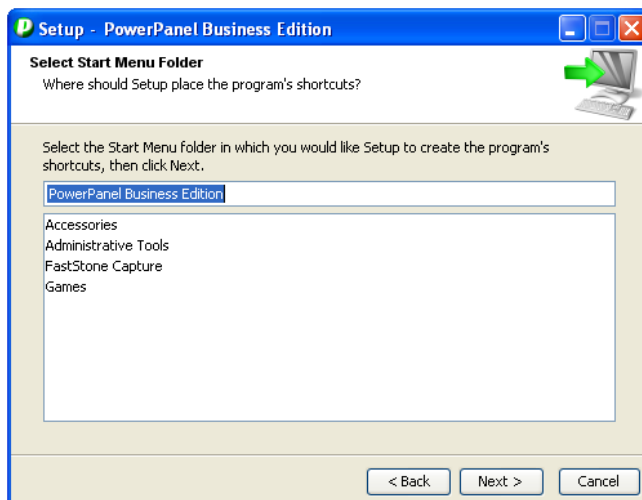 Setup - PowerPanel Business Edition
Select Start Menu Folder
Where should Setup place the program's shortcuts?
Select the Start Menu folder in which you would like Setup to create the program's
shortcuts, then click Next.
PowerPanel Business Edition
Accessories
Administrative Tools
FastStone Capture
Games
< Back Next > Cancel